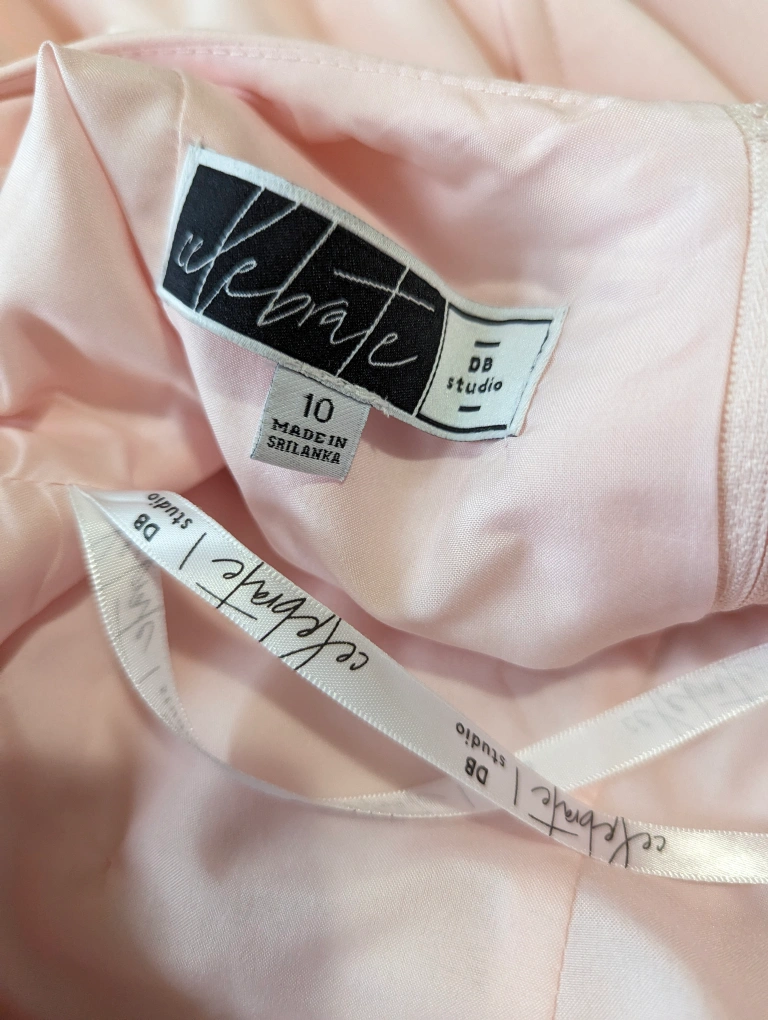 celebrate
DB
studio
10
MADE IN
SRILANKA
DB
studio
| celebrate
DB
studio
| celebrate